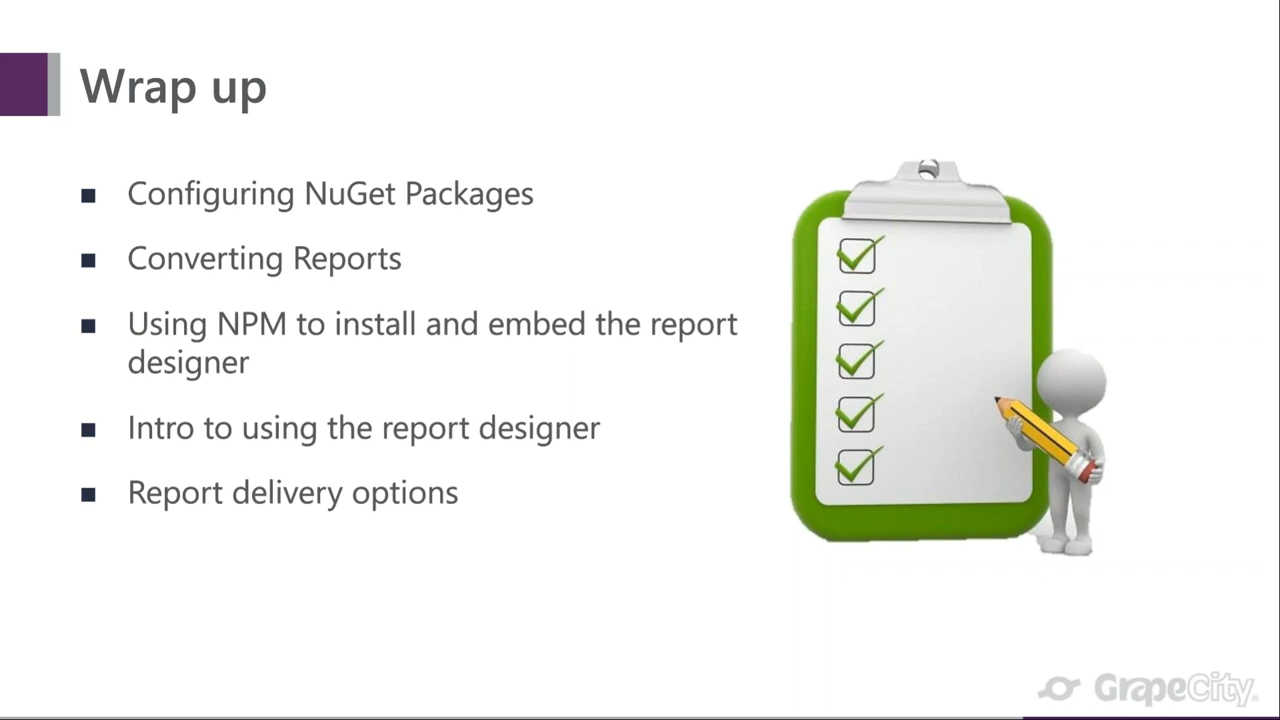 Wrap up
Configuring NuGet Packages
Converting Reports
Using NPM to install and embed the report
designer
Intro to using the report designer
Report delivery options
GrapeCity